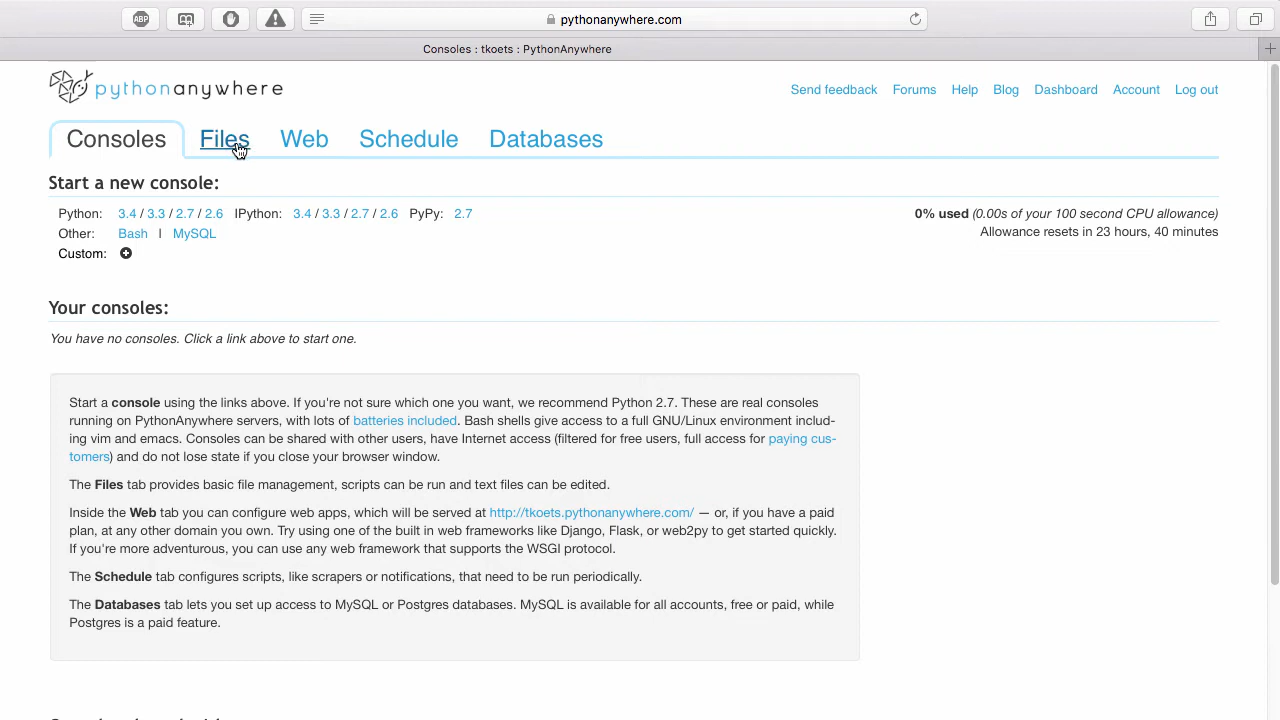 ABP
pythonanywhere.com
Consoles : tkoets : PythonAnywhere
pythonanywhere
Send feedback Forums Help Blog Dashboard Account Log out
Consoles Files Web Schedule Databases
Start a new console:
Python: 3.4 / 3.3 / 2.7 / 2.6 IPython: 3.4 / 3.3 / 2.7 / 2.6 PyPy: 2.7
0% used (0.00s of your 100 second CPU allowance)
Other: Bash | MySQL
Allowance resets in 23 hours, 40 minutes
Custom:
Your consoles:
You have no consoles. Click a link above to start one.
Start a console using the links above. If you're not sure which one you want, we recommend Python 2.7. These are real consoles
running on PythonAnywhere servers, with lots of batteries included. Bash shells give access to a full GNU/Linux environment includ-
ing vim and emacs. Consoles can be shared with other users, have Internet access (filtered for free users, full access for paying cus-
tomers) and do not lose state if you close your browser window.
The Files tab provides basic file management, scripts can be run and text files can be edited.
Inside the Web tab you can configure web apps, which will be served at http://tkoets.pythonanywhere.com/ — or, if you have a paid
plan, at any other domain you own. Try using one of the built in web frameworks like Django, Flask, or web2py to get started quickly.
If you're more adventurous, you can use any web framework that supports the WSGI protocol.
The Schedule tab configures scripts, like scrapers or notifications, that need to be run periodically.
The Databases tab lets you set up access to MySQL or Postgres databases. MySQL is available for all accounts, free or paid, while
Postgres is a paid feature.